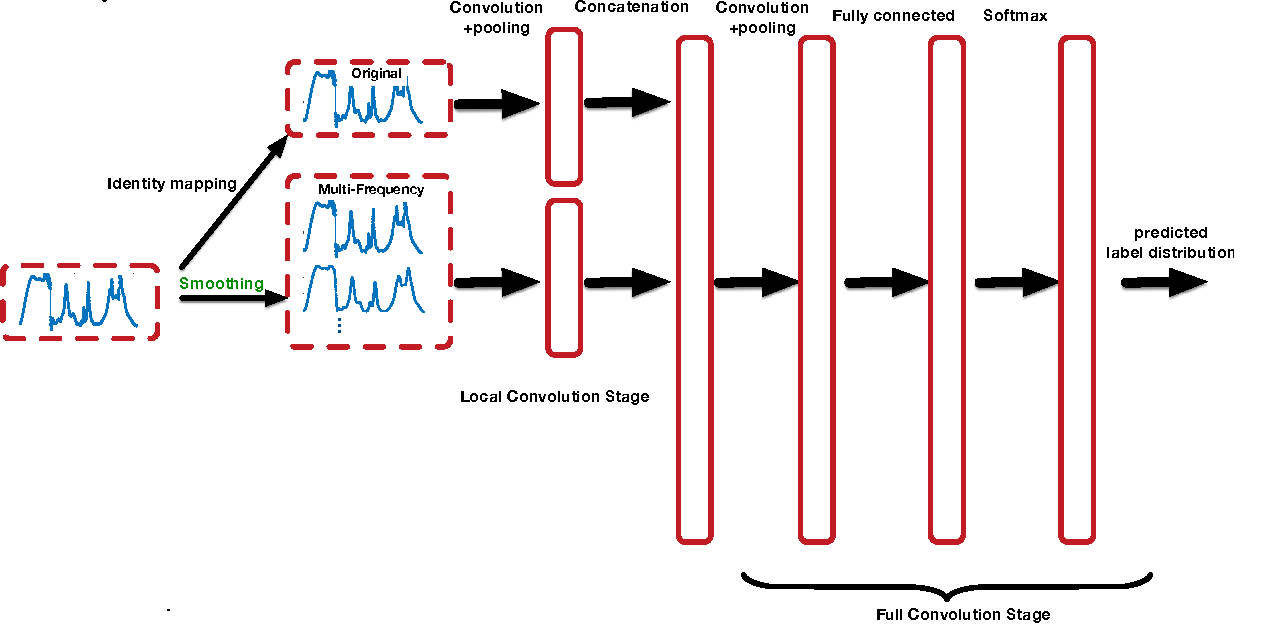 Convolution
+pooling
Concatenation
Convolution
+pooling
Fully connected
Softmax
Original
Identity mapping
Multi-Frequency
Smoothing
predicted
label distribution
Local Convolution Stage
Full Convolution Stage